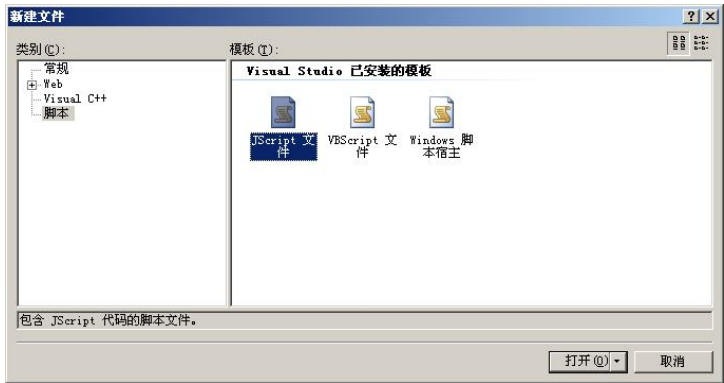 新建文件
类别(C):
模板(T):
常规
Web
Visual C++
脚本
Visual Studio 已安装的模板
JScript 文
件
VBScript 文
件
Windows 脚
本宿主
包含 JScript 代码的脚本文件。
打开(O)
取消